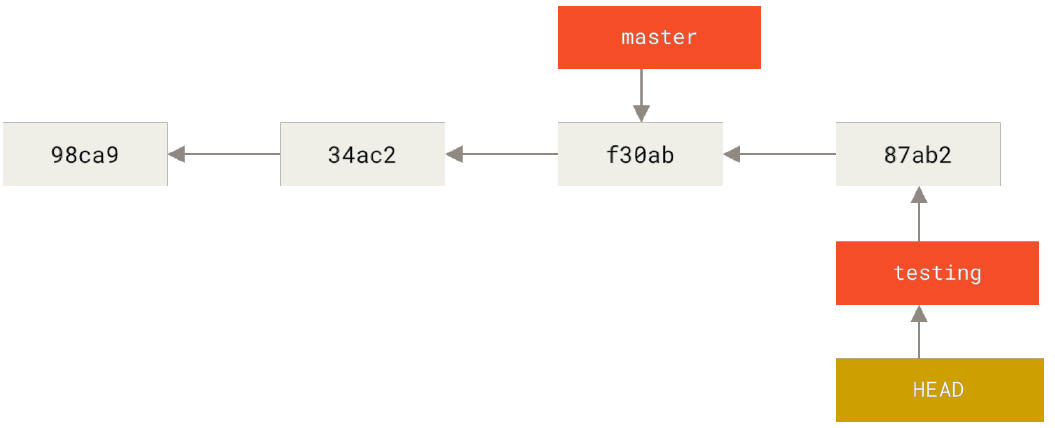 master
98ca9
34ac2
f30ab
87ab2
testing
HEAD